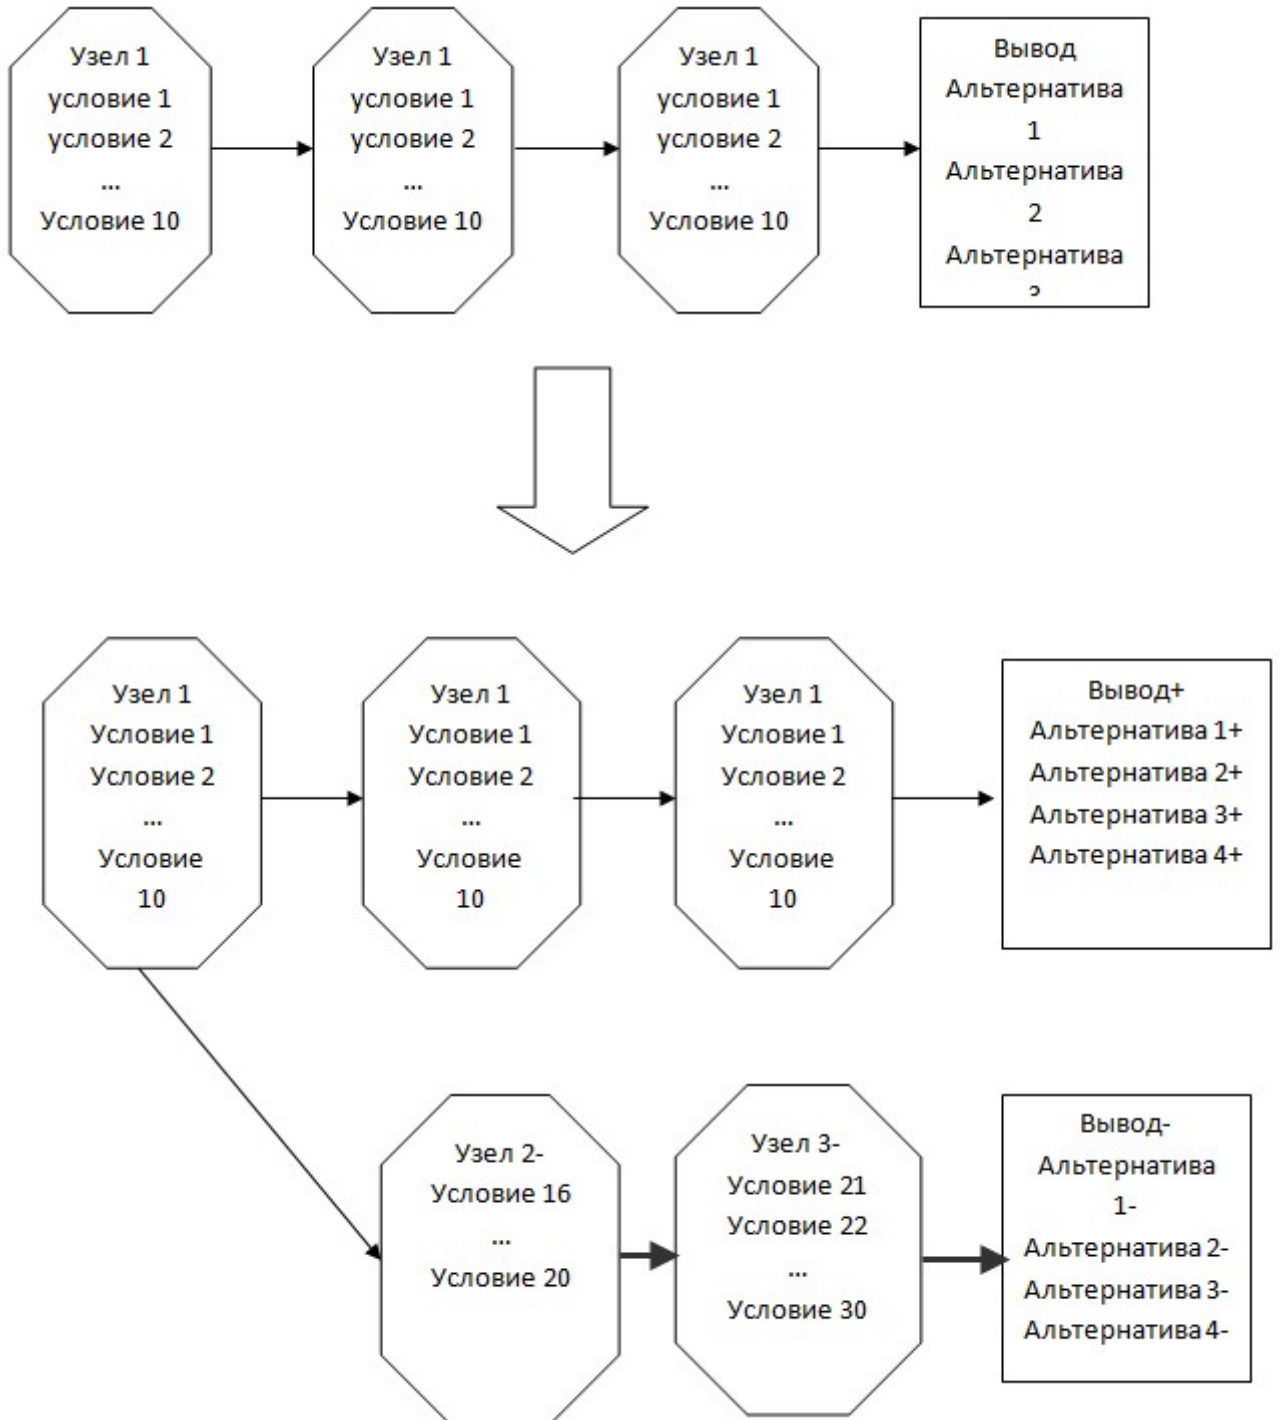 Узел 1
условие 1
условие 2
...
Условие 10
Узел 1
условие 1
условие 2
...
Условие 10
Узел 1
условие 1
условие 2
...
Условие 10
Вывод
Альтернатива
1
Альтернатива
2
Альтернатива
Узел 1
Условие 1
Условие 2
...
Условие
10
Узел 1
Условие 1
Условие 2
...
Условие
10
Узел 1
Условие 1
Условие 2
...
Условие
10
Вывод+
Альтернатива 1+
Альтернатива 2+
Альтернатива 3+
Альтернатива 4+
Узел 2-
Условие 16
...
Условие 20
Узел 3-
Условие 21
Условие 22
...
Условие 30
Вывод-
Альтернатива
1-
Альтернатива 2-
Альтернатива 3-
Альтернатива 4-